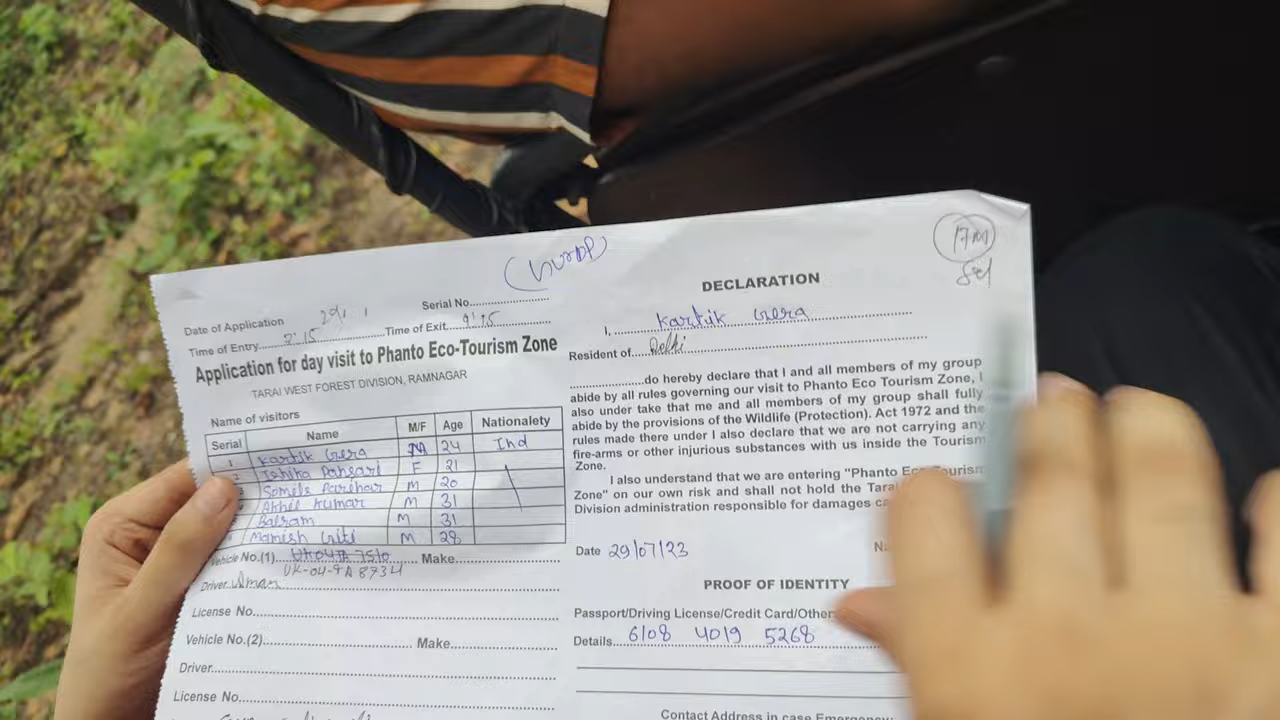 Date of Application
Serial No.
Time of Entry 7:15 Time of Exit 9:15
Application for day visit to Phanto Eco-Tourism Zone
TARAI WEST FOREST DIVISION, RAMNAGAR
Name of visitors
Serial Name M/F Age Nationalety
1 Kartik Gera M 24 Ind
2 F 21
M 20
Akhil Kumar M 31
Balram M 31
M 28
Vehicle No.(1) Make
UK-04-TA 8934
Driver Aman
License No.
Vehicle No.(2) Make
Driver
License No.
17M
DECLARATION
I, Kartik Gera
Resident of Delhi
do hereby declare that I and all members of my group
abide by all rules governing our visit to Phanto Eco Tourism Zone, I
also under take that me and all members of my group shall fully
abide by the provisions of the Wildlife (Protection). Act 1972 and the
rules made there under I also declare that we are not carrying any
fire-arms or other injurious substances with us inside the Tourism
Zone.
I also understand that we are entering "Phanto Eco Tourism
Zone" on our own risk and shall not hold the Tarai
Division administration responsible for damages
Date 29/07/23
PROOF OF IDENTITY
Passport/Driving License/Credit Card/Other
Details 6108 4019 5268
Contact Address in case Emergency